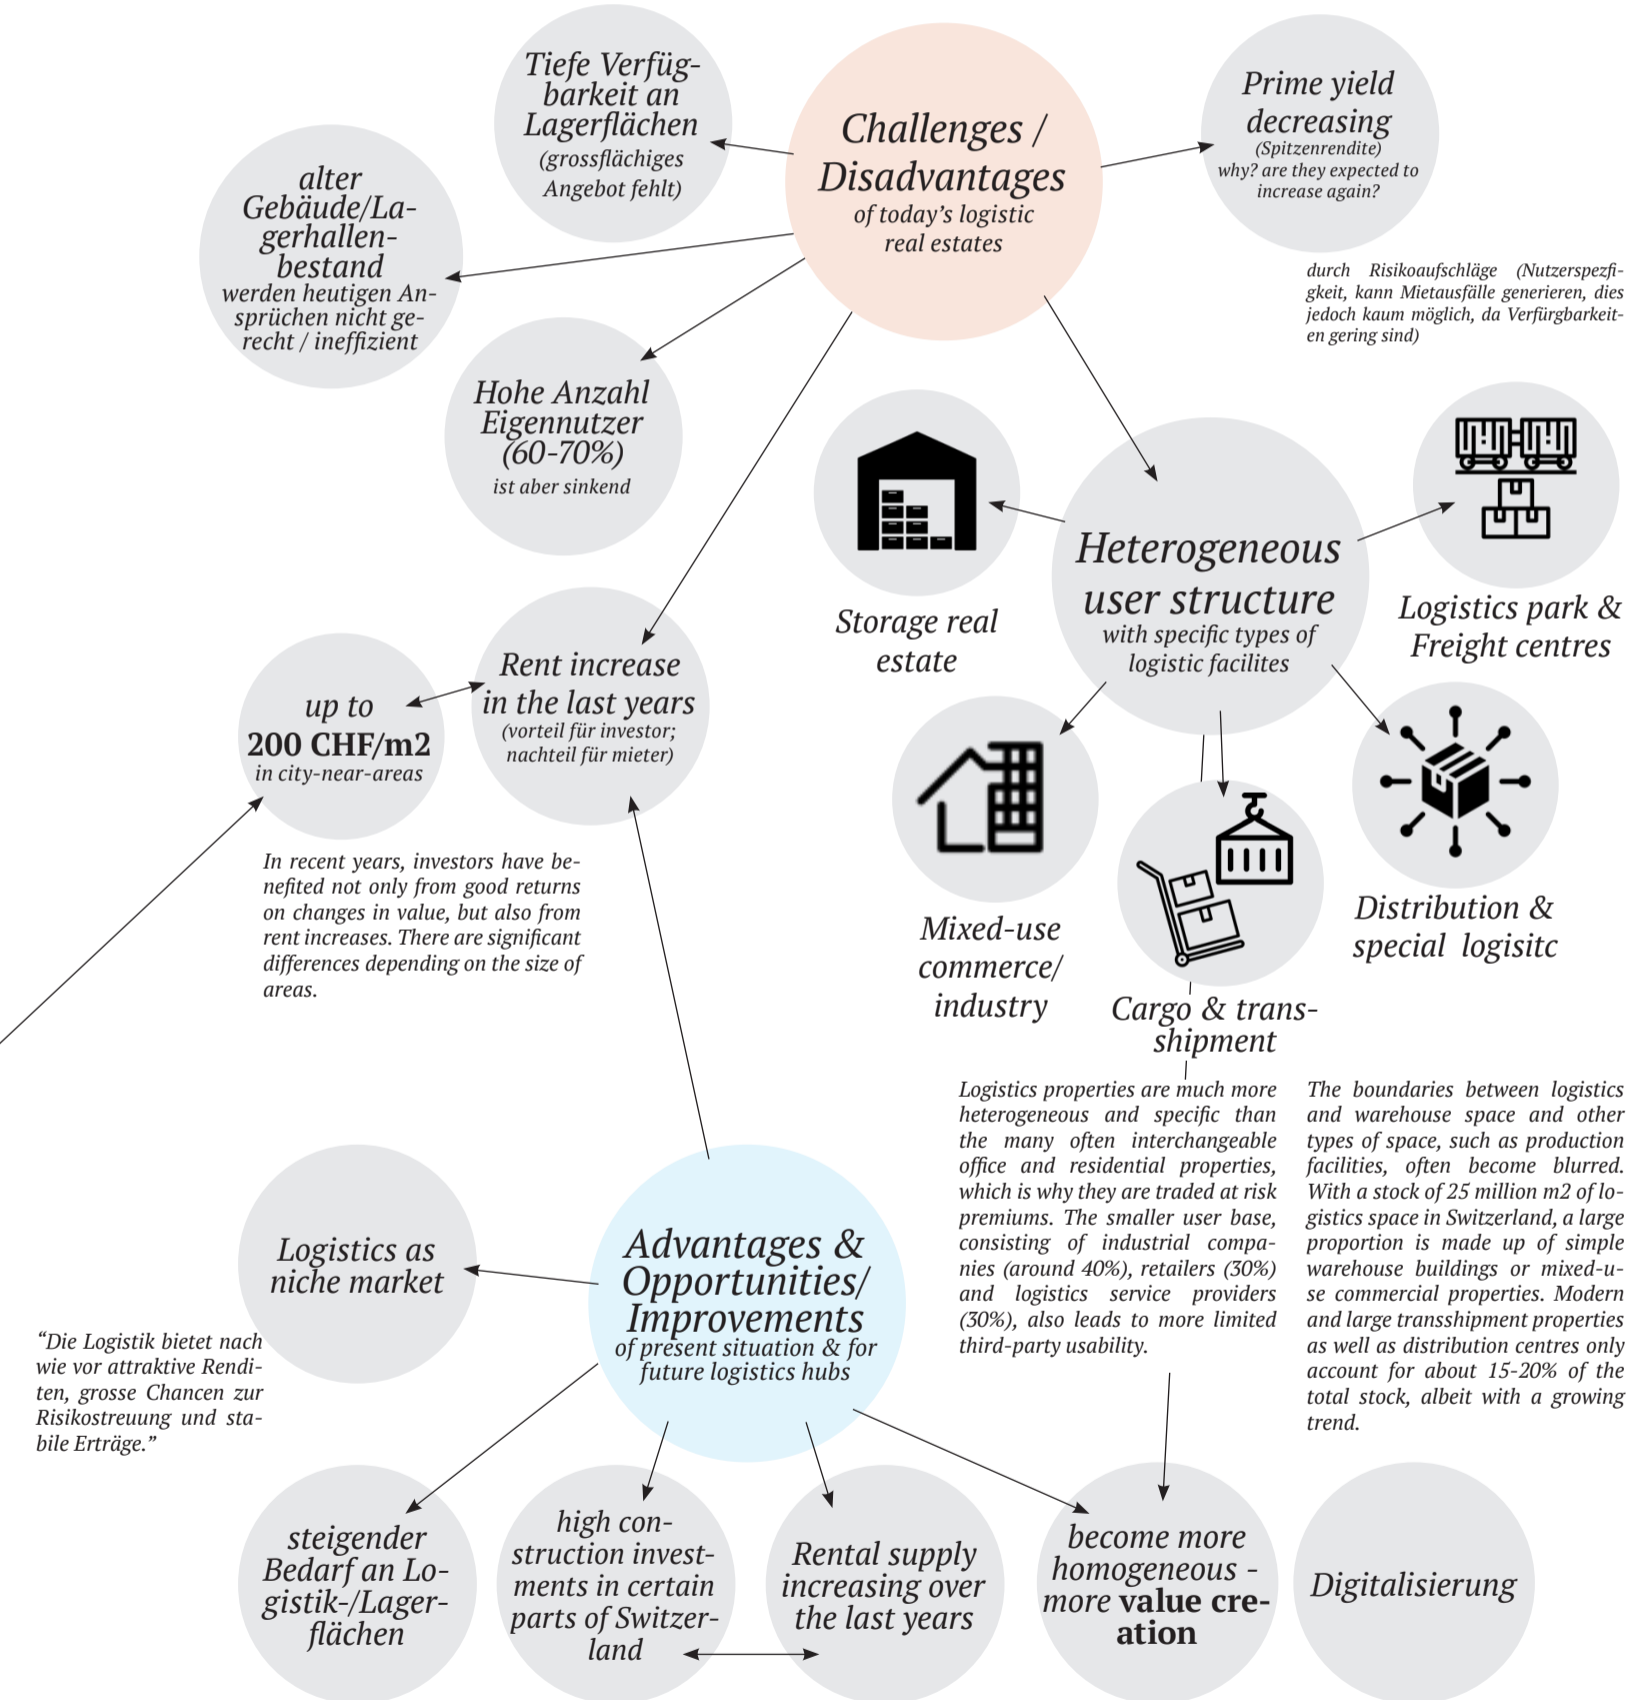 Tiefe Verfüg-
barkeit an
Lagerflächen
(grossflächiges
Angebot fehlt)
Challenges /
Disadvantages
of today's logistic
real estates
Prime yield
decreasing
(Spitzenrendite)
why? are they expected to
increase again?
alter
Gebäude/La-
gerhallen-
bestand
werden heutigen An-
sprüchen nicht ge-
recht / ineffizient
durch Risikoaufschläge (Nutzerspezfi-
gkeit, kann Mietausfälle generieren, dies
jedoch kaum möglich, da Verfürgbarkeit-
en gering sind)
Hohe Anzahl
Eigennutzer
(60-70%)
ist aber sinkend
Heterogeneous
user structure
with specific types of
logistic facilites
Storage real
estate
Logistics park &
Freight centres
Rent increase
in the last years
(vorteil für investor;
nachteil für mieter)
up to
200 CHF/m2
in city-near-areas
In recent years, investors have be-
nefited not only from good returns
on changes in value, but also from
rent increases. There are significant
differences depending on the size of
areas.
Mixed-use
commerce/
industry
Cargo & trans-
shipment
Distribution &
special logisitc
Logistics properties are much more
heterogeneous and specific than
the many often interchangeable
office and residential properties,
which is why they are traded at risk
premiums. The smaller user base,
consisting of industrial compa-
nies (around 40%), retailers (30%)
and logistics service providers
(30%), also leads to more limited
third-party usability.
The boundaries between logistics
and warehouse space and other
types of space, such as production
facilities, often become blurred.
With a stock of 25 million m2 of lo-
gistics space in Switzerland, a large
proportion is made up of simple
warehouse buildings or mixed-u-
se commercial properties. Modern
and large transshipment properties
as well as distribution centres only
account for about 15-20% of the
total stock, albeit with a growing
trend.
Logistics as
niche market
Advantages &
Opportunities/
Improvements
of present situation & for
future logistics hubs
“Die Logistik bietet nach
wie vor attraktive Rendi-
ten, grosse Chancen zur
Risikostreuung und sta-
bile Erträge.”
steigender
Bedarf an Lo-
gistik-/Lager-
flächen
high con-
struction invest-
ments in certain
parts of Switzer-
land
Rental supply
increasing over
the last years
become more
homogeneous -
more value cre-
ation
Digitalisierung